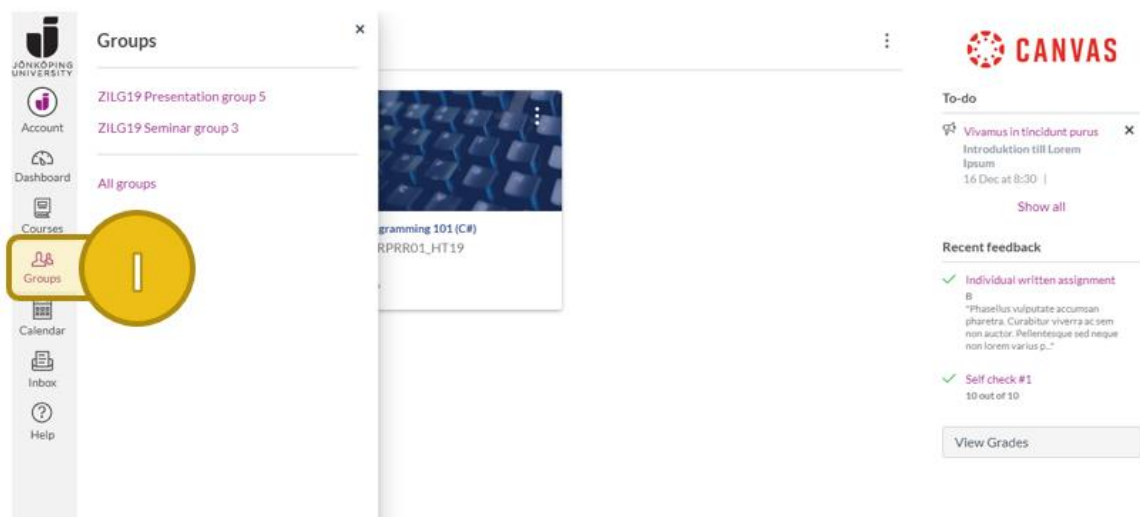 JÖNKÖPING
UNIVERSITY
Account
Dashboard
Courses
Groups
Calendar
Inbox
Help
I
Groups
×
ZILG19 Presentation group 5
ZILG19 Seminar group 3
All groups
gramming 101 (C#)
RPRR01_HT19
CANVAS
To-do
Vivamus in tincidunt purus ×
Introduktion till Lorem
Ipsum
16 Dec at 8:30 |
Show all
Recent feedback
Individual written assignment
B
"Phasellus vulputate accumsan
pharetra. Curabitur viverra ac sem
non auctor. Pellentesque sed neque
non lorem varius p..."
Self check #1
10 out of 10
View Grades